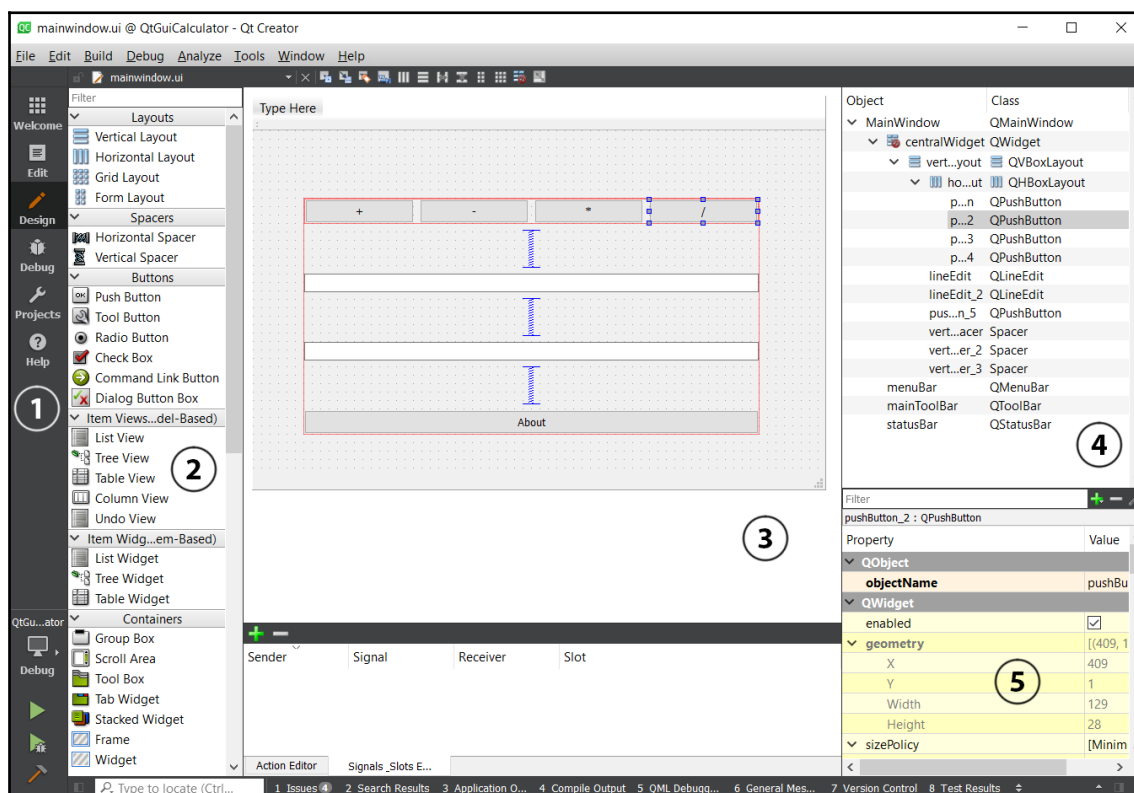 mainwindow.ui @ QtGuiCalculator - Qt Creator
File Edit Build Debug Analyze Tools Window Help
mainwindow.ui
Welcome
Edit
Design
Debug
Projects
Help
1
QtGu...ator
Debug
Filter
Layouts
Vertical Layout
Horizontal Layout
Grid Layout
Form Layout
Spacers
Horizontal Spacer
Vertical Spacer
Buttons
OK Push Button
Tool Button
Radio Button
Check Box
Command Link Button
Dialog Button Box
Item Views...del-Based)
List View
Tree View
2
Table View
Column View
Undo View
Item Widg...em-Based)
List Widget
Tree Widget
Table Widget
Containers
Group Box
Scroll Area
Tool Box
Tab Widget
Stacked Widget
Frame
Widget
Type Here
+ - * /
About
3
Sender Signal Receiver Slot
Action Editor Signals _Slots E...
Object Class
MainWindow QMainWindow
centralWidget QWidget
vert...yout QVBoxLayout
ho...ut QHBoxLayout
p...n QPushButton
p...2 QPushButton
p...3 QPushButton
p...4 QPushButton
lineEdit QLineEdit
lineEdit_2 QLineEdit
pus...n_5 QPushButton
vert...acer Spacer
vert...er_2 Spacer
vert...er_3 Spacer
menuBar QMenuBar
mainToolBar QToolBar
statusBar QStatusBar
4
Filter
pushButton_2 : QPushButton
Property Value
QObject
objectName pushBu
QWidget
enabled
geometry [(409, 1
X 409
Y 1
5
Width 129
Height 28
sizePolicy [Minim
Type to locate (Ctrl... 1 Issues 4 2 Search Results 3 Application O... 4 Compile Output 5 QML Debugg... 6 General Mes... 7 Version Control 8 Test Results